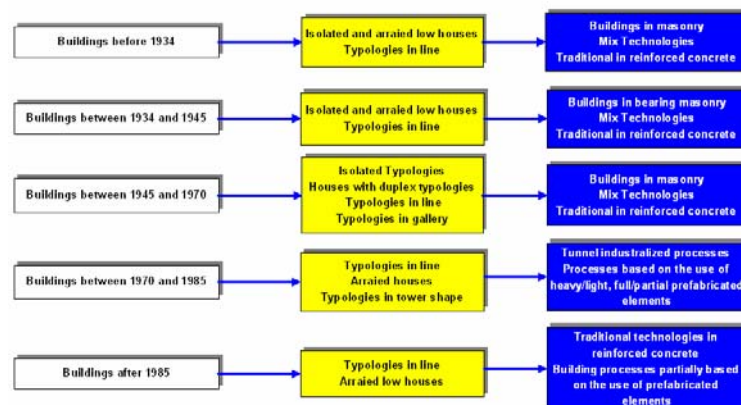 Buildings before 1934
Isolated and arraied low houses
Typologies in line
Buildings in masonry
Mix Technologies
Traditional in reinforced concrete
Buildings between 1934 and 1945
Isolated and arraied low houses
Typologies in line
Buildings in bearing masonry
Mix Technologies
Traditional in reinforced concrete
Buildings between 1945 and 1970
Isolated Typologies
Houses with duplex typologies
Typologies in line
Typologies in gallery
Buildings in masonry
Mix Technologies
Traditional in reinforced concrete
Buildings between 1970 and 1985
Typologies in line
Arraied houses
Typologies in tower shape
Tunnel industralized processes
Processes based on the use of
heavy/light, full/partial prefabricated
elements
Buildings after 1985
Typologies in line
Arraied low houses
Traditional technologies in
reinforced concrete
Building processes partially based
on the use of prefabricated
elements